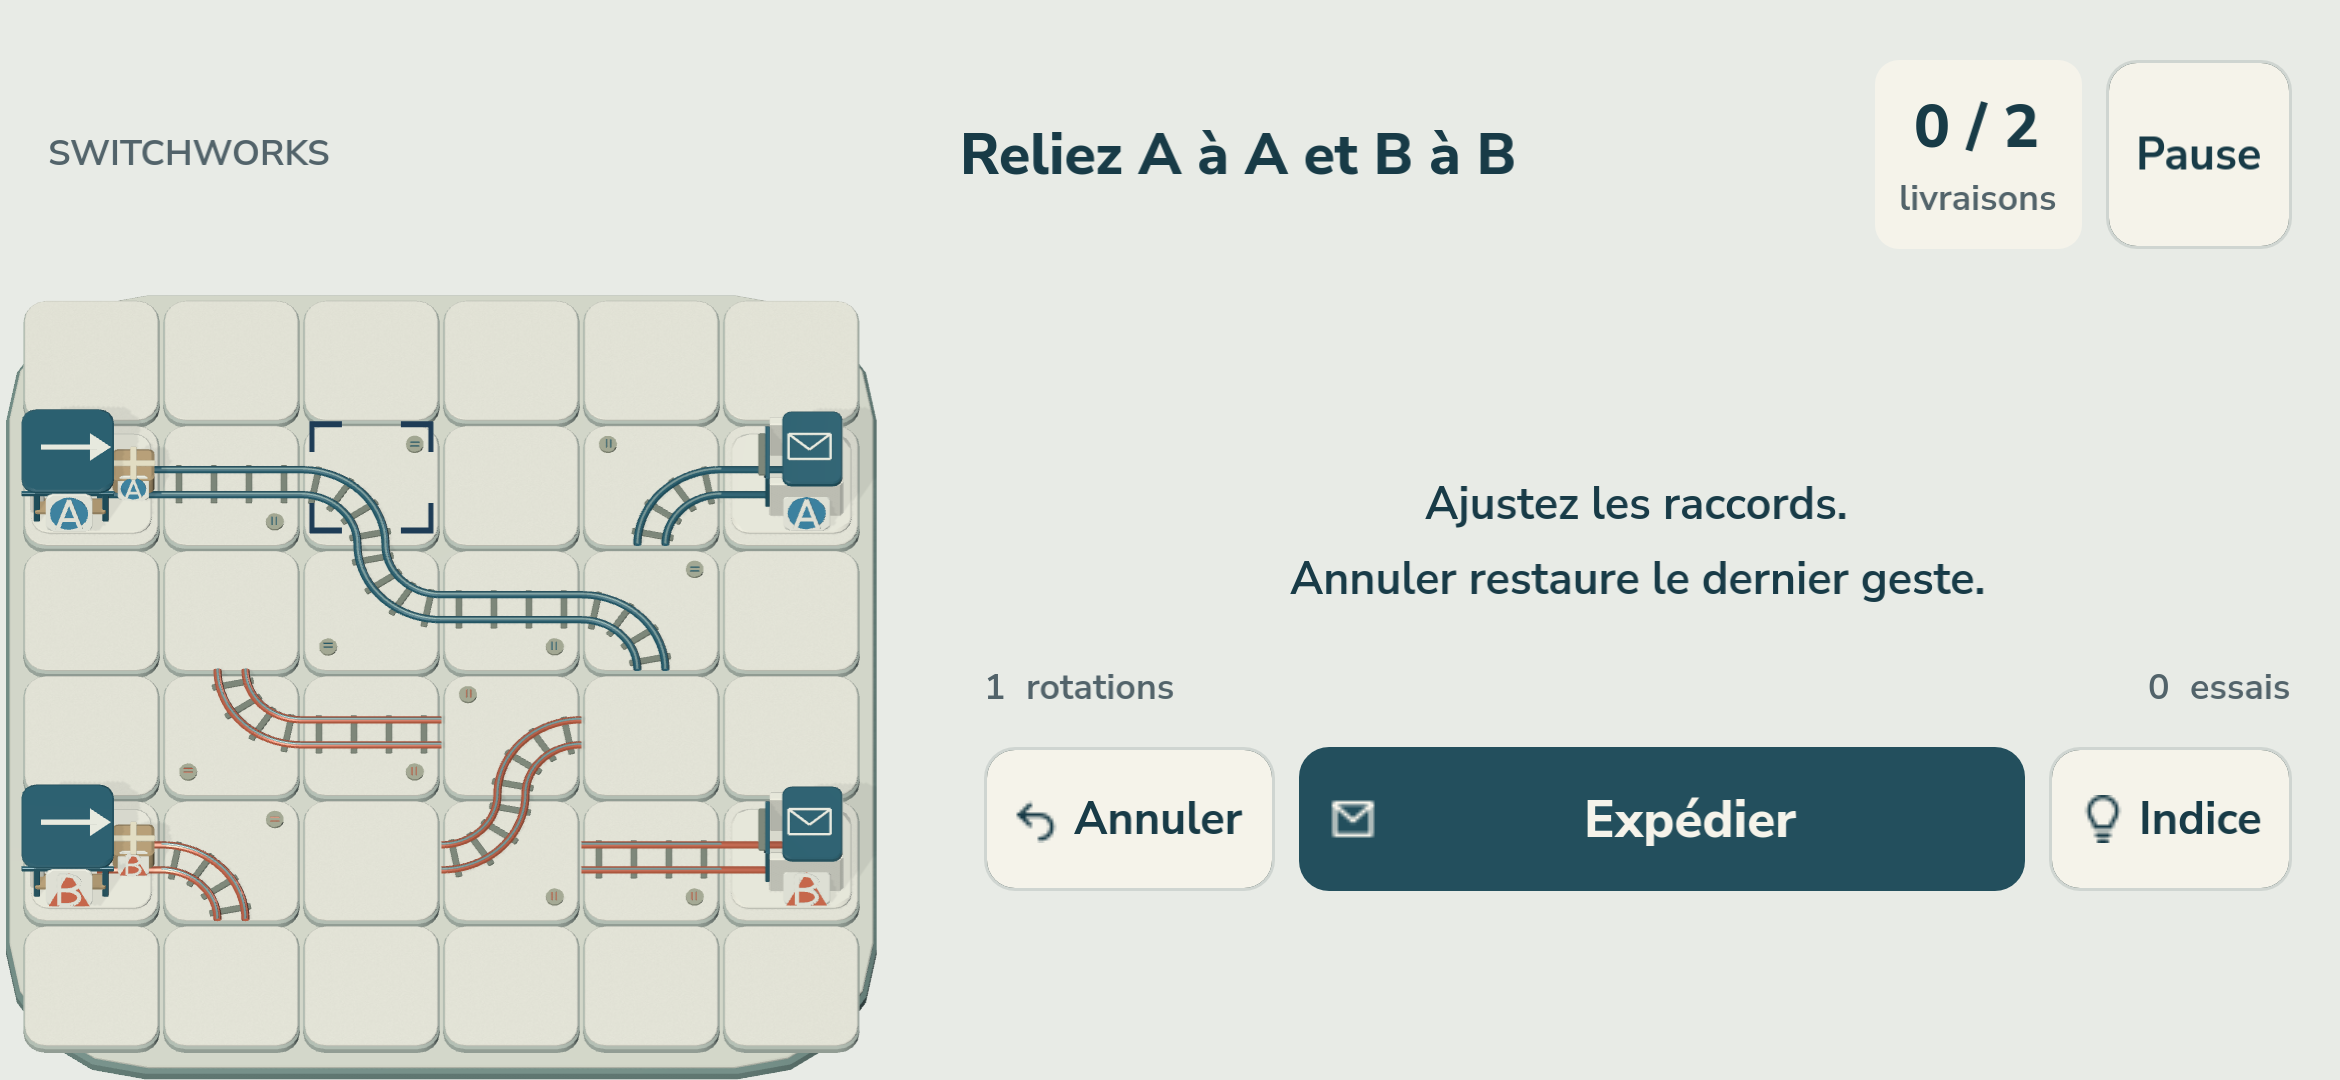 SWITCHWORKS
Reliez A à A et B à B
0 / 2
livraisons
Pause
A
A
A
Ajustez les raccords.
Annuler restaure le dernier geste.
1 rotations
0 essais
B
B
B
Annuler
Expédier
Indice